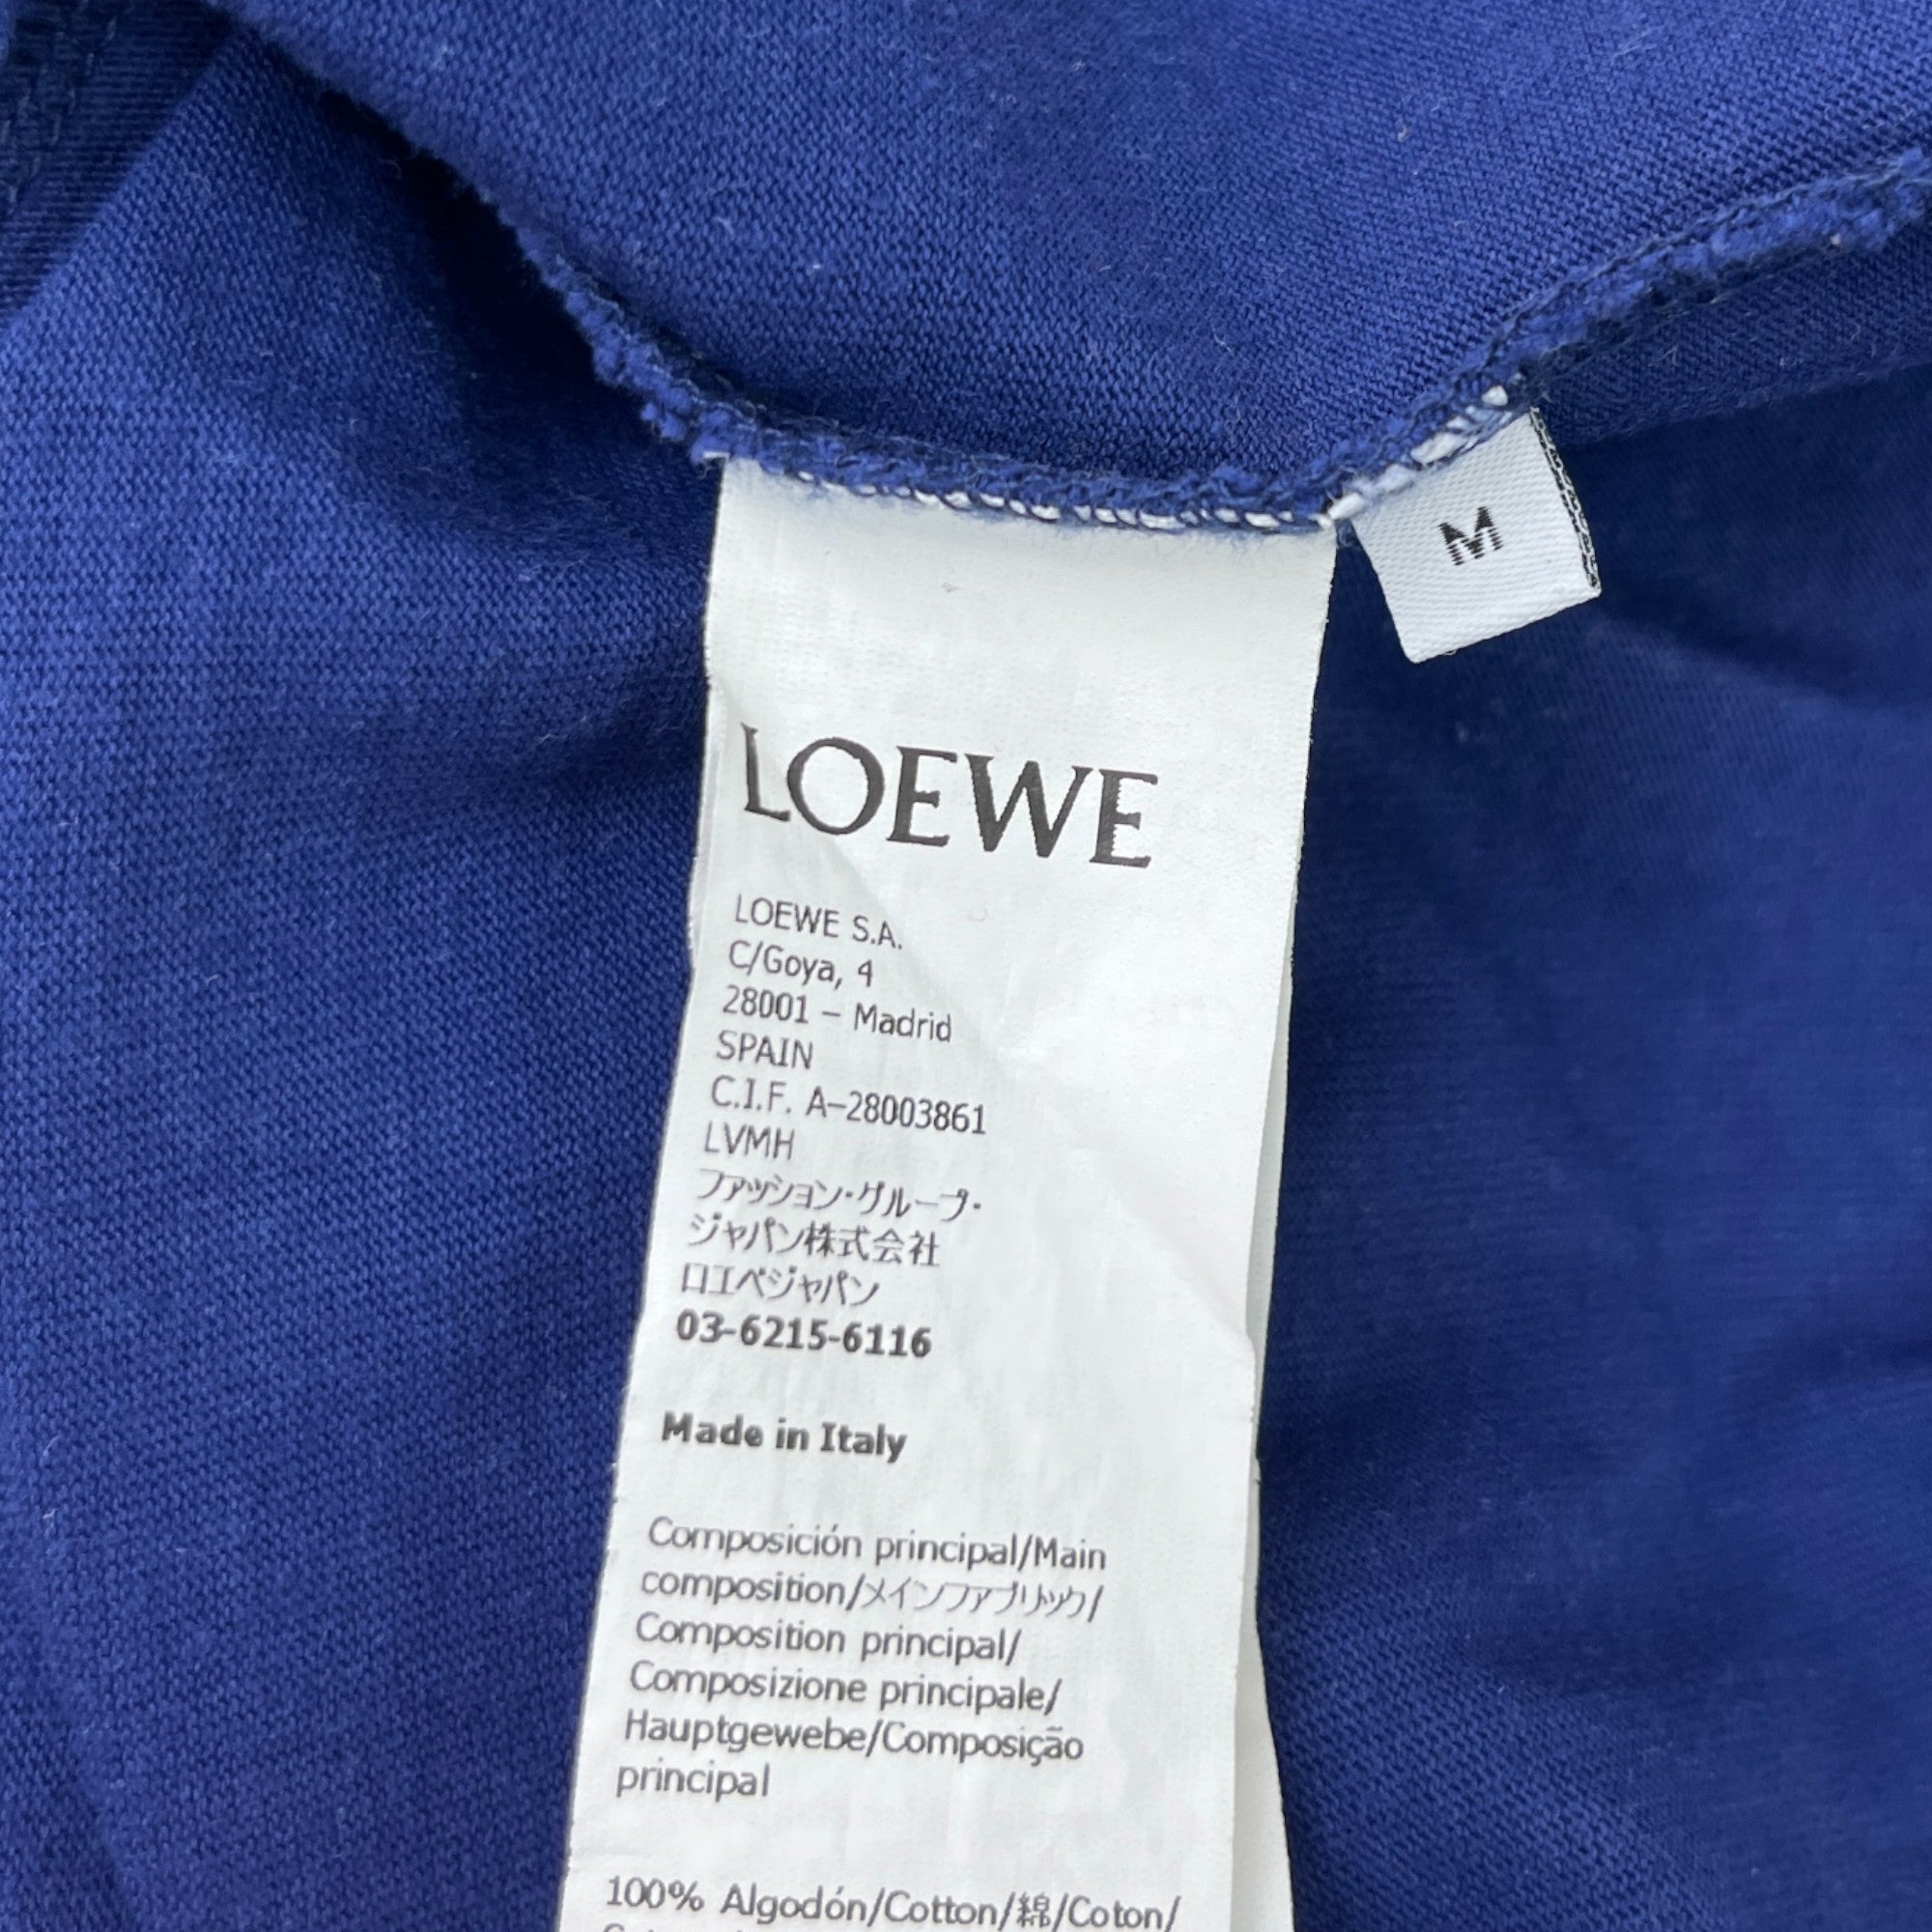 M
LOEWE
LOEWE S.A.
C/Goya, 4
28001 – Madrid
SPAIN
C.I.F. A–28003861
LVMH
ファッション・グループ・
ジャパン株式会社
ロエベジャパン
03-6215-6116
Made in Italy
Composición principal/Main
composition/メインファブリック/
Composition principal/
Composizione principale/
Hauptgewebe/Composição
principal
100% Algodón/Cotton/綿/Coton/